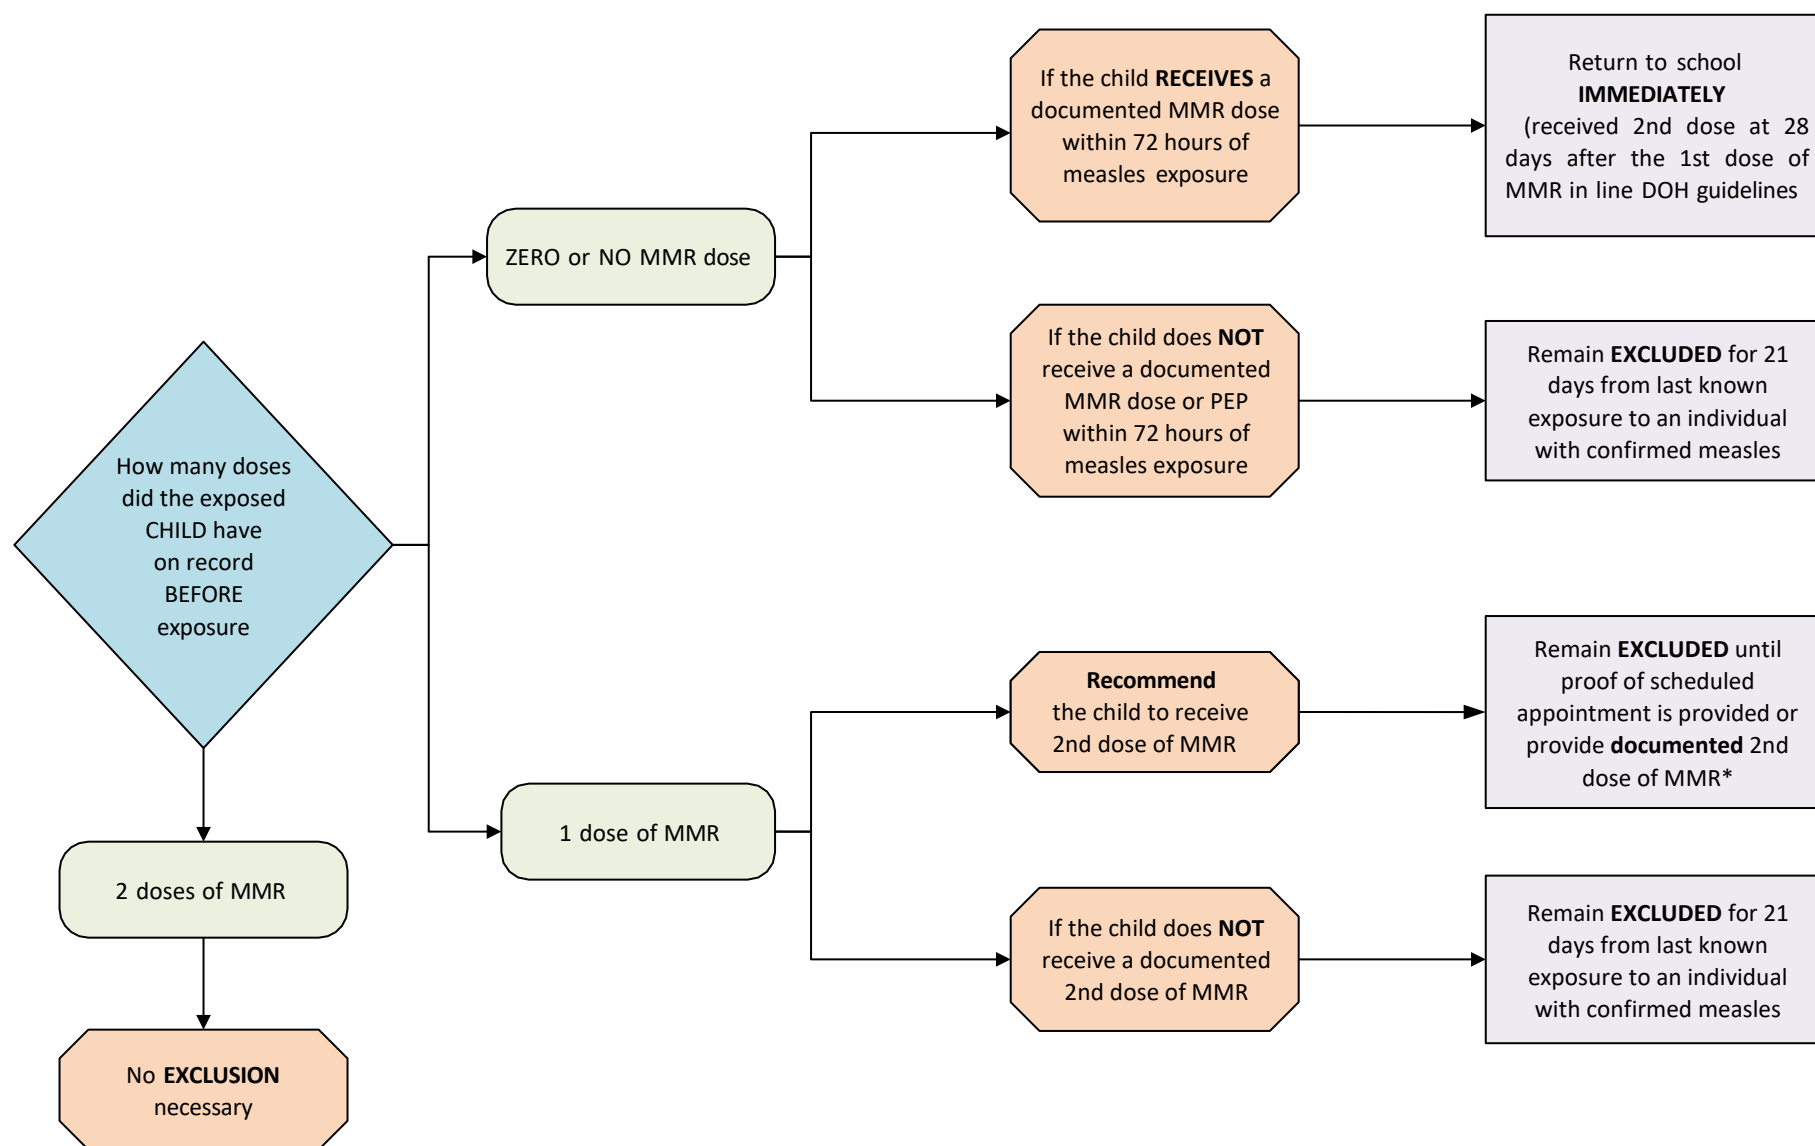 How many doses
did the exposed
CHILD have
on record
BEFORE
exposure
2 doses of MMR
No EXCLUSION
necessary
ZERO or NO MMR dose
If the child RECEIVES a
documented MMR dose
within 72 hours of
measles exposure
Return to school
IMMEDIATELY
(received 2nd dose at 28
days after the 1st dose of
MMR in line DOH guidelines
If the child does NOT
receive a documented
MMR dose or PEP
within 72 hours of
measles exposure
Remain EXCLUDED for 21
days from last known
exposure to an individual
with confirmed measles
1 dose of MMR
Recommend
the child to receive
2nd dose of MMR
Remain EXCLUDED until
proof of scheduled
appointment is provided or
provide documented 2nd
dose of MMR*
If the child does NOT
receive a documented
2nd dose of MMR
Remain EXCLUDED for 21
days from last known
exposure to an individual
with confirmed measles